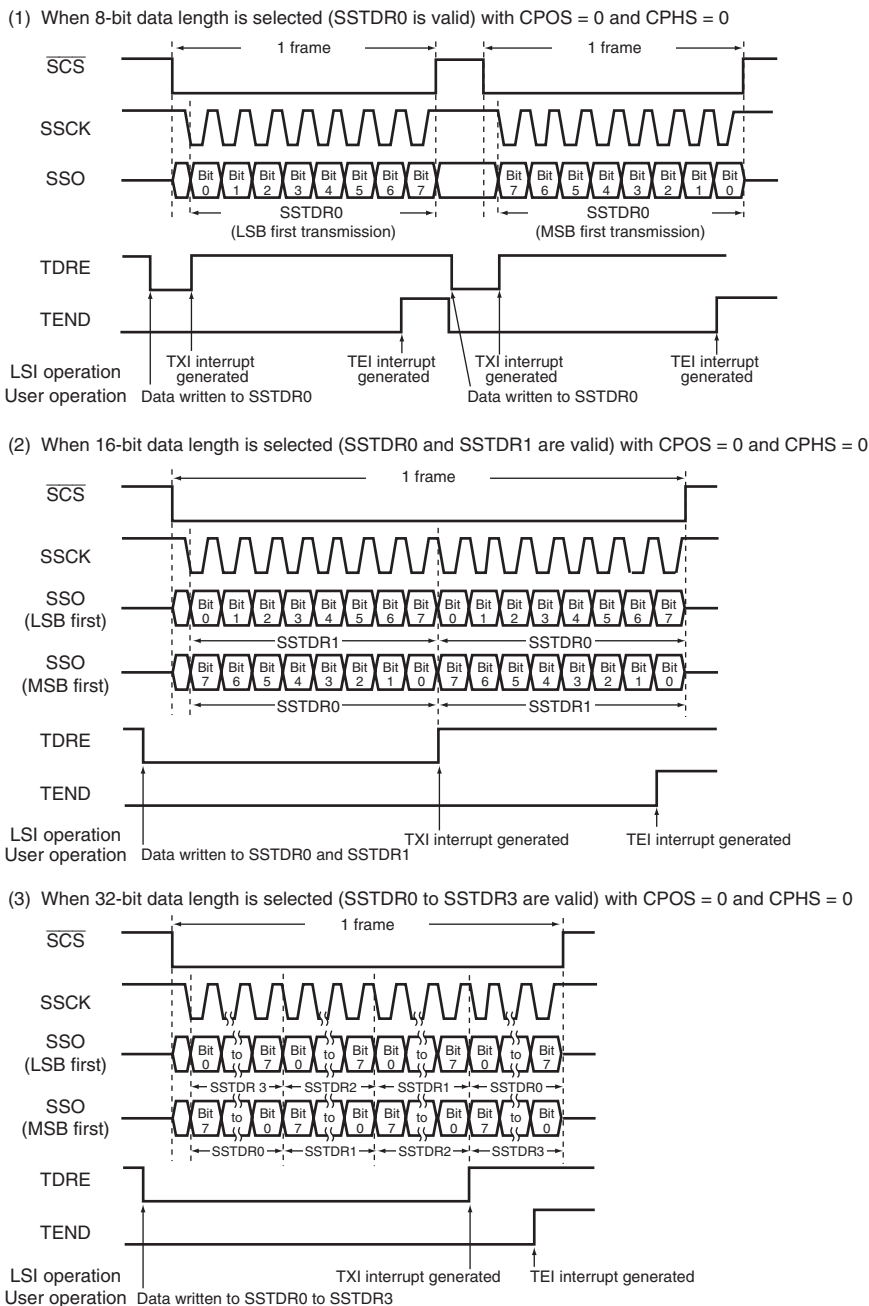 (1) When 8-bit data length is selected (SSTDR0 is valid) with CPOS = 0 and CPHS = 0
1 frame 1 frame
SCS
SSCK
SSO Bit 0 Bit 1 Bit 2 Bit 3 Bit 4 Bit 5 Bit 6 Bit 7 Bit 7 Bit 6 Bit 5 Bit 4 Bit 3 Bit 2 Bit 1 Bit 0
SSTDR0 SSTDR0
(LSB first transmission) (MSB first transmission)
TDRE
TEND
LSI operation TXI interrupt generated TEI interrupt generated TXI interrupt generated TEI interrupt generated
User operation Data written to SSTDR0 Data written to SSTDR0
(2) When 16-bit data length is selected (SSTDR0 and SSTDR1 are valid) with CPOS = 0 and CPHS = 0
1 frame
SCS
SSCK
SSO (LSB first) Bit 0 Bit 1 Bit 2 Bit 3 Bit 4 Bit 5 Bit 6 Bit 7 Bit 0 Bit 1 Bit 2 Bit 3 Bit 4 Bit 5 Bit 6 Bit 7
SSTDR1 SSTDR0
SSO (MSB first) Bit 7 Bit 6 Bit 5 Bit 4 Bit 3 Bit 2 Bit 1 Bit 0 Bit 7 Bit 6 Bit 5 Bit 4 Bit 3 Bit 2 Bit 1 Bit 0
SSTDR0 SSTDR1
TDRE
TEND
LSI operation TXI interrupt generated TEI interrupt generated
User operation Data written to SSTDR0 and SSTDR1
(3) When 32-bit data length is selected (SSTDR0 to SSTDR3 are valid) with CPOS = 0 and CPHS = 0
1 frame
SCS
SSCK
SSO (LSB first) Bit 0 to Bit 7 Bit 0 to Bit 7 Bit 0 to Bit 7 Bit 0 to Bit 7
SSTDR 3 SSTDR2 SSTDR1 SSTDR0
SSO (MSB first) Bit 7 to Bit 0 Bit 7 to Bit 0 Bit 7 to Bit 0 Bit 7 to Bit 0
SSTDR0 SSTDR1 SSTDR2 SSTDR3
TDRE
TEND
LSI operation TXI interrupt generated TEI interrupt generated
User operation Data written to SSTDR0 to SSTDR3